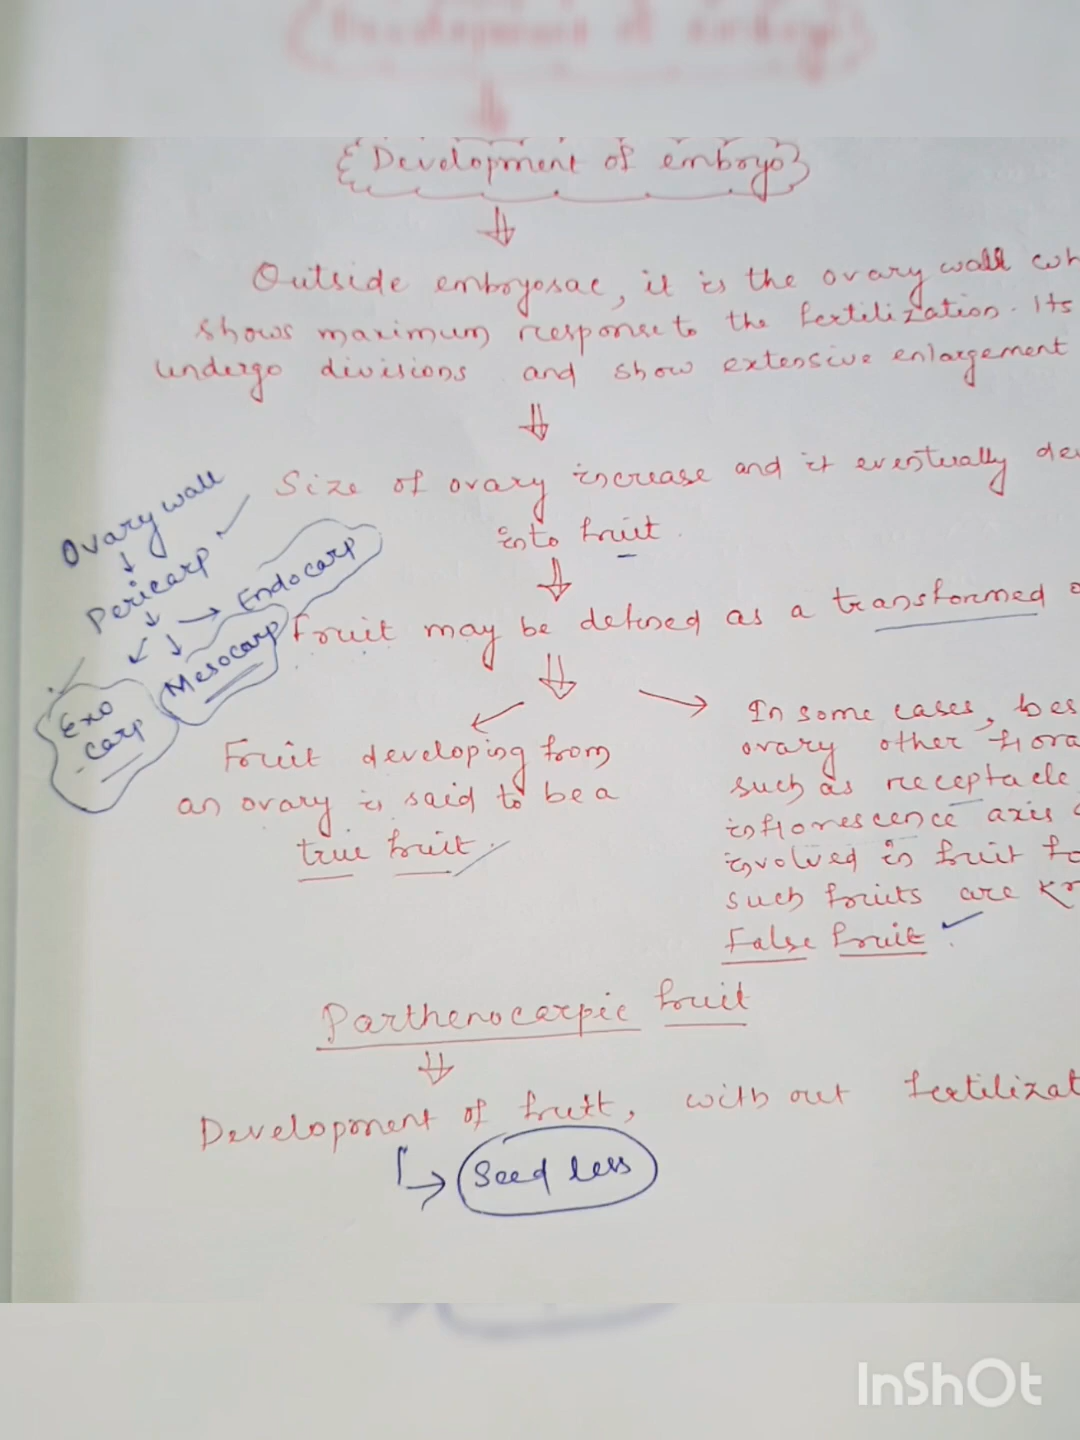 Development of embryo
Outside embryosac, it is the ovary wall wh
shows maximum response to the fertilization. Its
undergo divisions and show extensive enlargement
Size of ovary increase and it eventually de
into fruit.
Ovary wall
Pericarp
Endocarp
Mesocarp
Exo
carp
Fruit may be defined as a transformed o
Fruit developing from
an ovary is said to be a
true fruit.
In some cases, bes
ovary other flora
such as receptacle
inflorescence axis
involved in fruit fo
such fruits are kn
False fruit.
Parthenocarpic fruit
Development of fruit, with out fertilizat
Seed less
InShOt